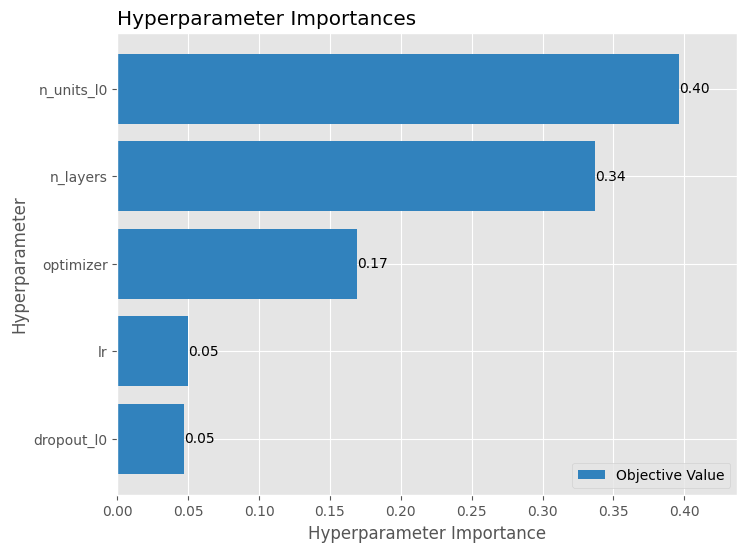 Hyperparameter Importances
n_units_l0
0.40
n_layers
0.34
optimizer
0.17
lr
0.05
dropout_l0
0.05
Hyperparameter
Objective Value
0.00 0.05 0.10 0.15 0.20 0.25 0.30 0.35 0.40
Hyperparameter Importance